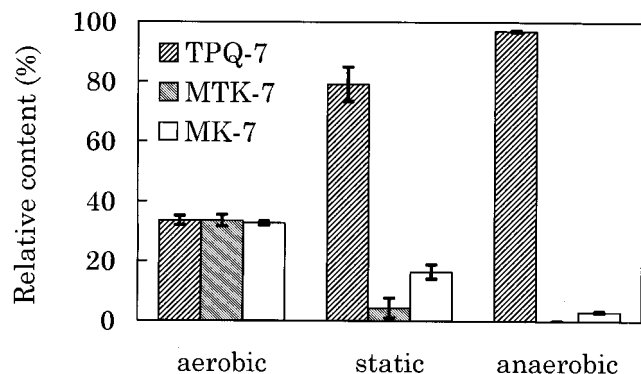 100
80
60
40
20
0
Relative content (%)
TPQ-7
MTK-7
MK-7
aerobic static anaerobic